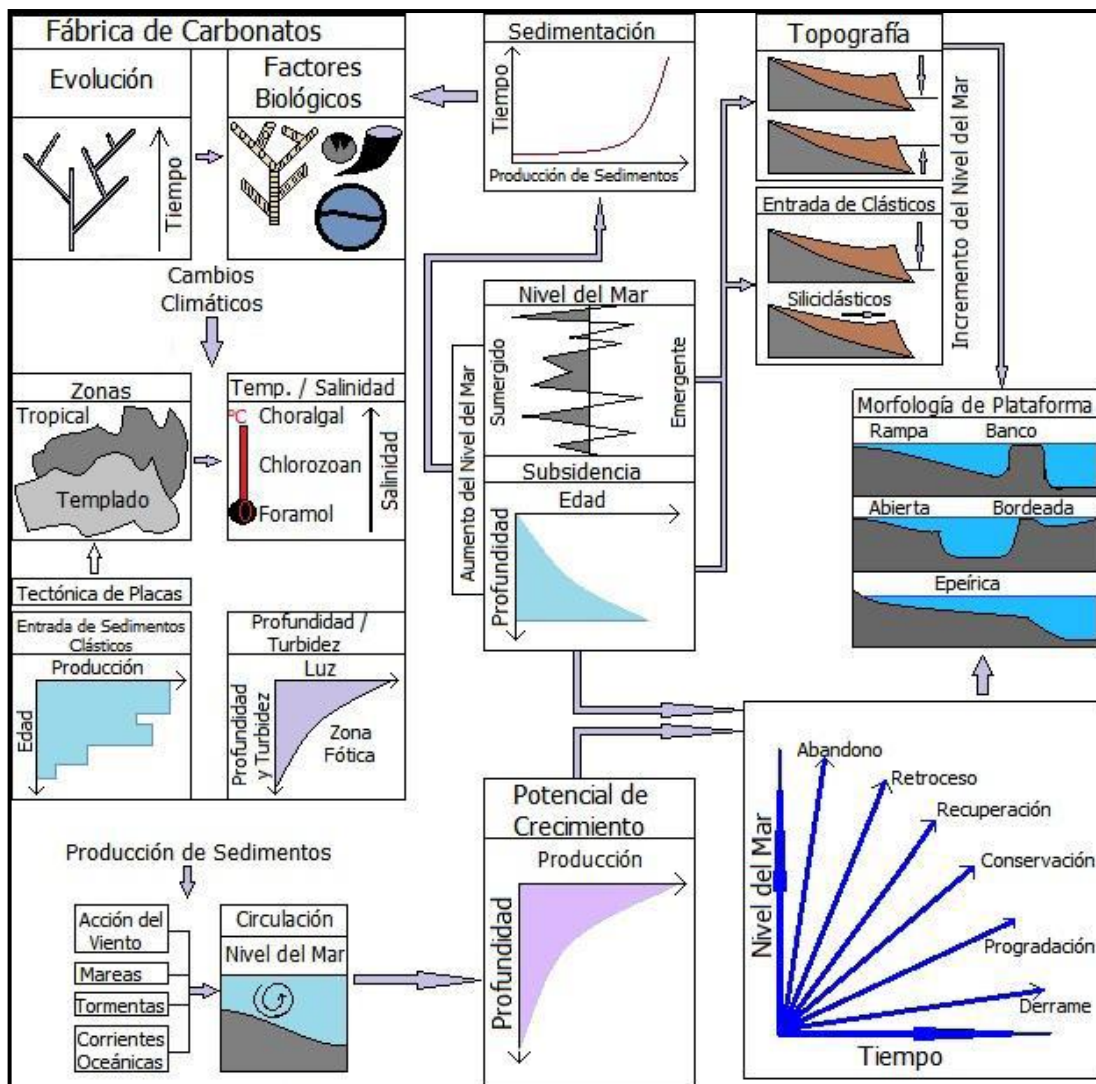 Fábrica de Carbonatos
Evolución
Tiempo
Factores
Biológicos
Cambios
Climáticos
Zonas
Tropical
Templado
Temp. / Salinidad
°C
Choralgal
Chlorozoan
Foramol
0
Salinidad
Tectónica de Placas
Entrada de Sedimentos
Clásticos
Producción
Edad
Profundidad /
Turbidez
Luz
Profundidad
y Turbidez
Zona
Fótica
Producción de Sedimentos
Acción del
Viento
Mareas
Tormentas
Corrientes
Oceánicas
Circulación
Nivel del Mar
Sedimentación
Tiempo
Producción de Sedimentos
Aumento del Nivel del Mar
Nivel del Mar
Sumergido
Emergente
Subsidencia
Edad
Profundidad
Potencial de
Crecimiento
Producción
Profundidad
Topografía
Entrada de Clásticos
Siliciclásticos
Incremento del Nivel del Mar
Morfología de Plataforma
Rampa Banco
Abierta Bordeada
Epeírica
Nivel del Mar
Abandono
Retroceso
Recuperación
Conservación
Progradación
Derrame
Tiempo